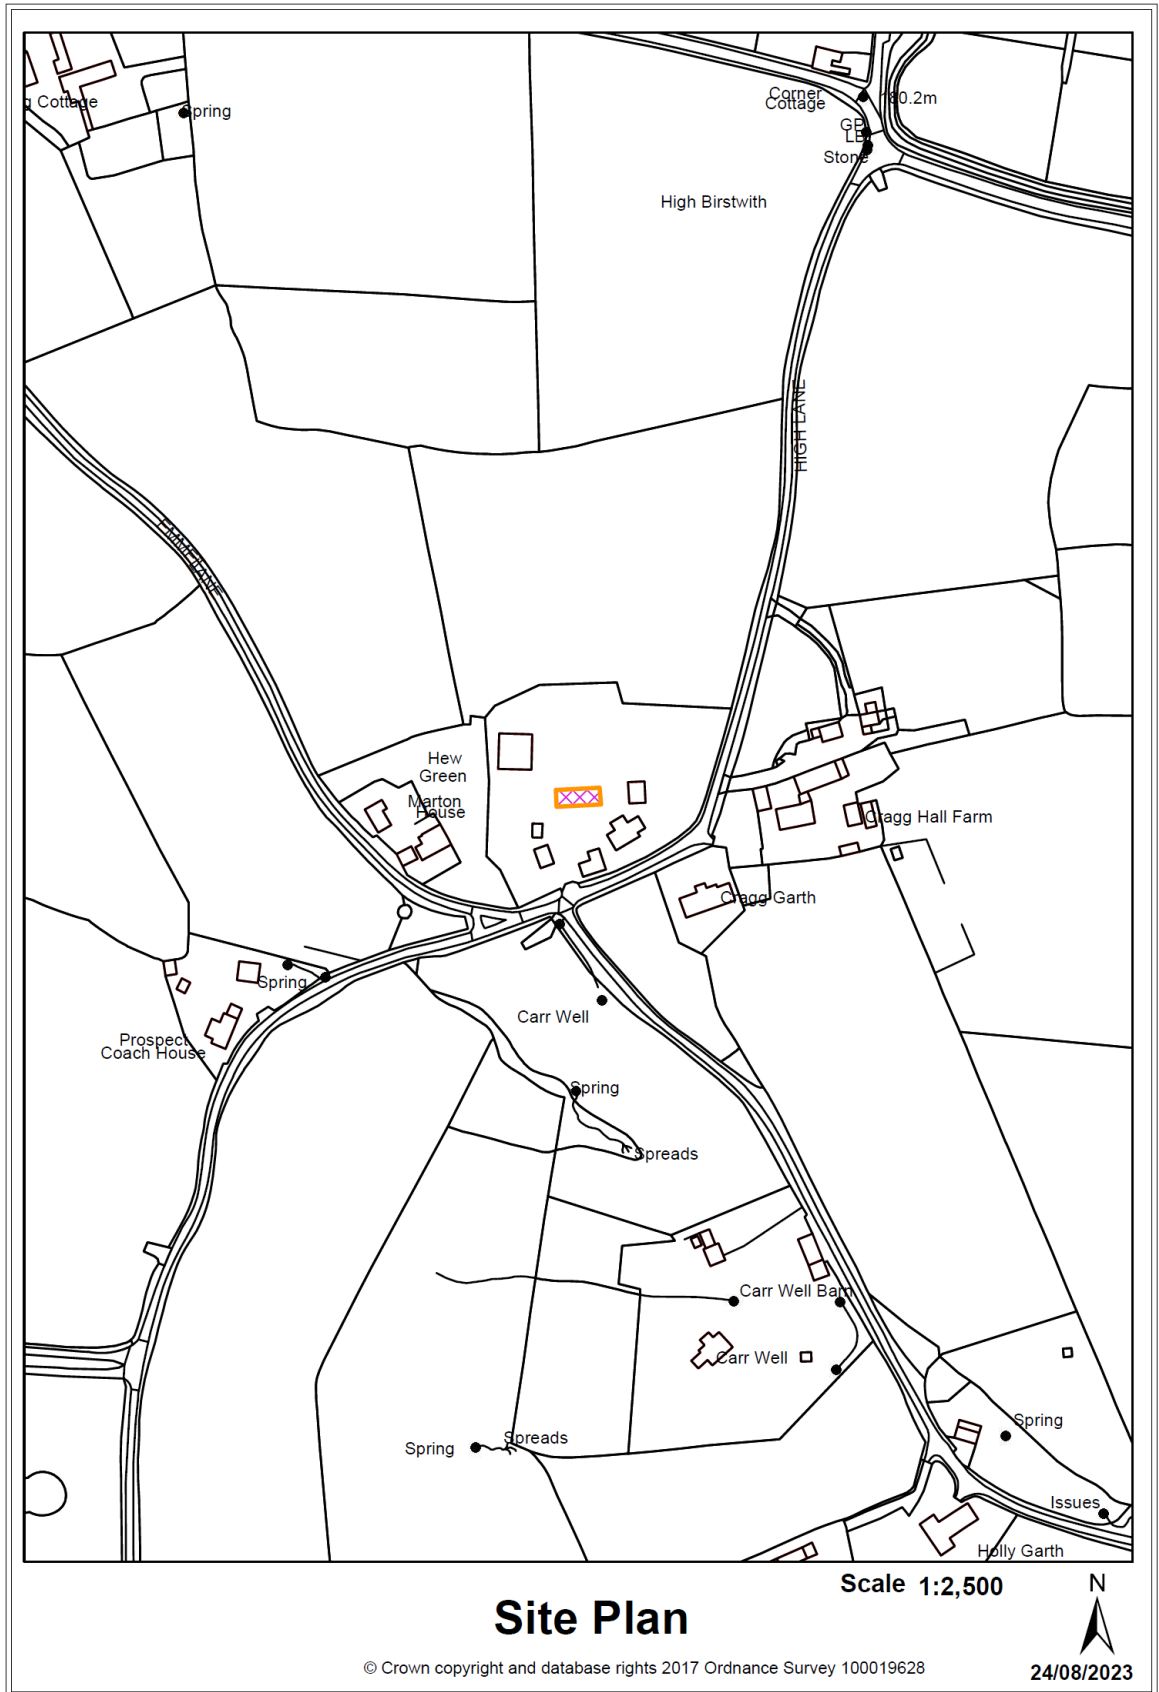 g Cottage
Spring
Corner
Cottage
180.2m
GP
LB
Stone
High Birstwith
HIGH LANE
Hew
Green
Marton
House
Cragg Hall Farm
Cragg Garth
Spring
Carr Well
Prospect
Coach House
Spring
Spreads
Carr Well Barn
Carr Well
Spring
Spreads
Spring
Issues
Holly Garth
Scale 1:2,500
N
Site Plan
© Crown copyright and database rights 2017 Ordnance Survey 100019628
24/08/2023